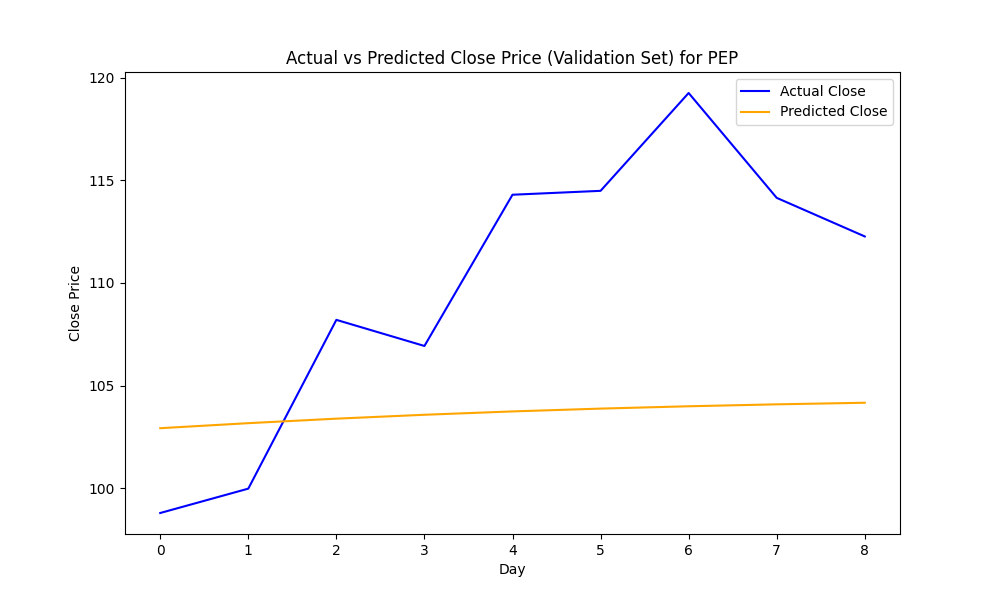 Actual vs Predicted Close Price (Validation Set) for PEP
Actual Close
Predicted Close
120
115
110
105
100
Close Price
0 1 2 3 4 5 6 7 8
Day